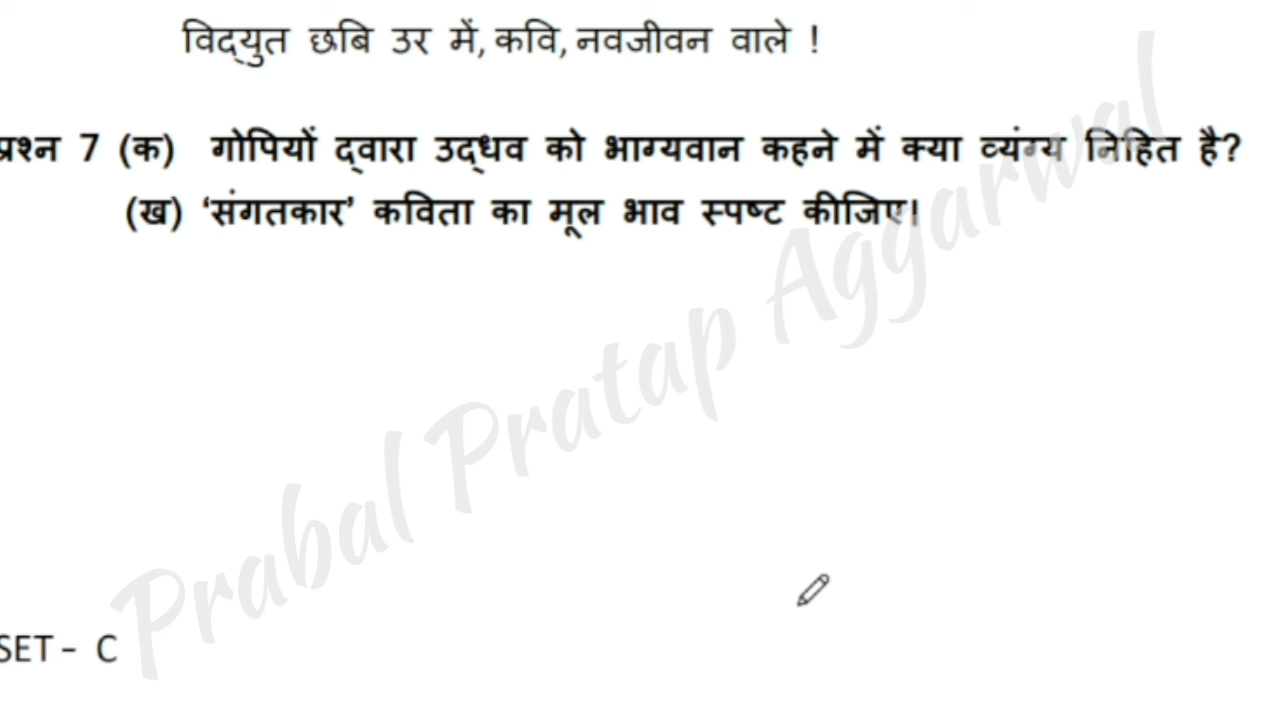 विद्युत छबि उर में, कवि, नवजीवन वाले !
प्रश्न 7 (क) गोपियों द्वारा उद्धव को भाग्यवान कहने में क्या व्यंग्य निहित है?
(ख) ‘संगतकार’ कविता का मूल भाव स्पष्ट कीजिए।
Prabal Pratap Aggarwal
SET - C